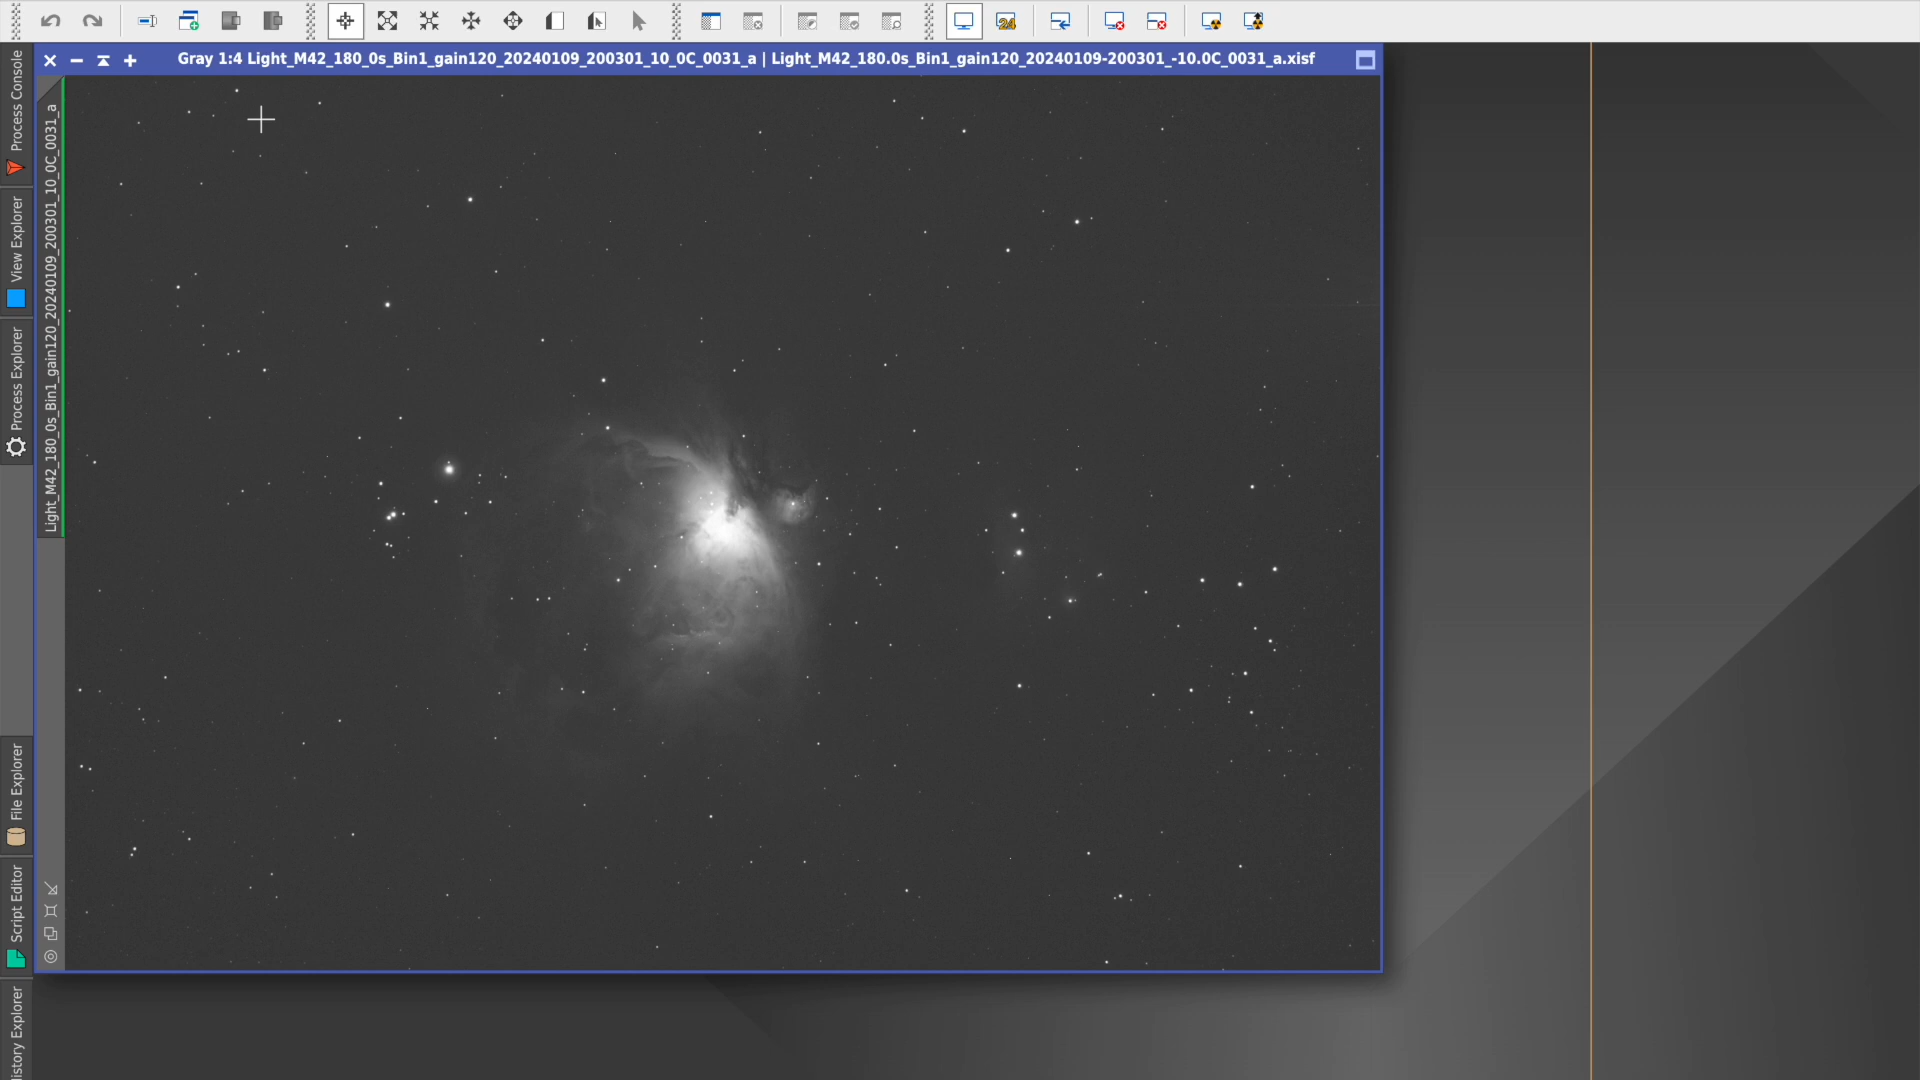 24
Gray 1:4 Light_M42_180_0s_Bin1_gain120_20240109_200301_10_0C_0031_a | Light_M42_180.0s_Bin1_gain120_20240109-200301_-10.0C_0031_a.xisf
Process Console
View Explorer
Process Explorer
File Explorer
Script Editor
istory Explorer
Light_M42_180_0s_Bin1_gain120_20240109_200301_10_0C_0031_a